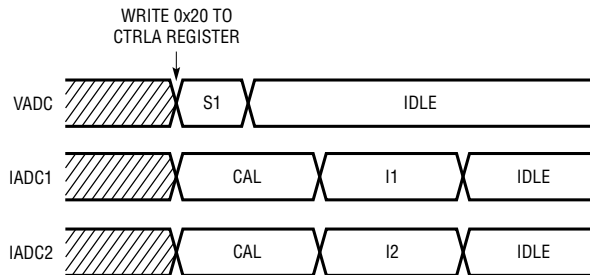 WRITE 0x20 TO
CTRLA REGISTER
VADC S1 IDLE
IADC1 CAL I1 IDLE
IADC2 CAL I2 IDLE